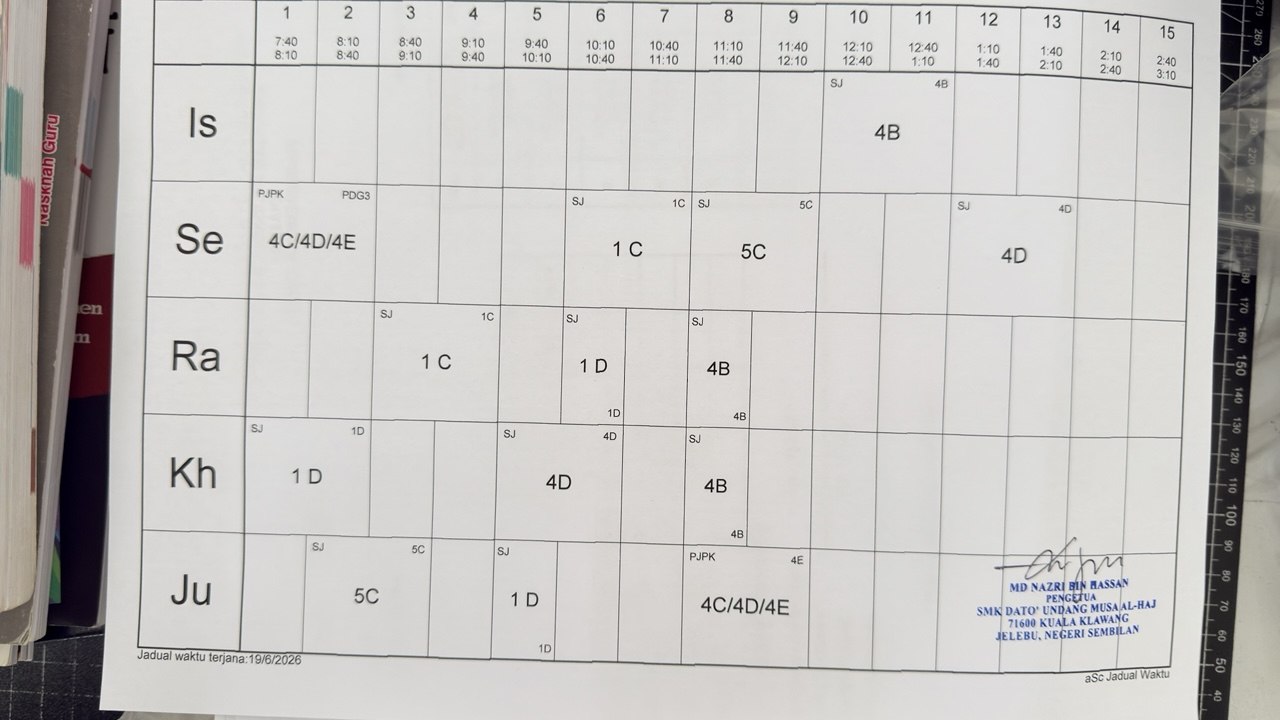 1 2 3 4 5 6 7 8 9 10 11 12 13 14 15
7:40 8:10 8:40 9:10 9:40 10:10 10:40 11:10 11:40 12:10 12:40 1:10 1:40 2:10 2:40
8:10 8:40 9:10 9:40 10:10 10:40 11:10 11:40 12:10 12:40 1:10 1:40 2:10 2:40 3:10
SJ 4B
Is 4B
PJPK PDG3 SJ 1C SJ 5C SJ 4D
Se 4C/4D/4E 1 C 5C 4D
SJ 1C SJ SJ
Ra 1 C 1 D 4B
1D 4B
SJ 1D SJ 4D SJ
Kh 1 D 4D 4B
4B
SJ 5C SJ PJPK 4E
Ju 5C 1 D 4C/4D/4E
1D
MD NAZRI BIN HASSAN
PENGETUA
SMK DATO' UNDANG MUSA AL-HAJ
71600 KUALA KLAWANG
JELEBU, NEGERI SEMBILAN
Jadual waktu terjana:19/6/2026
aSc Jadual Waktu
Naskhah Guru